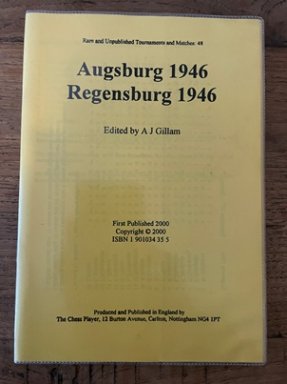 Rare and Unpublished Tournaments and Matches: 48
Augsburg 1946
Regensburg 1946
Edited by A J Gillam
First Published 2000
Copyright © 2000
ISBN 1 901034 35 5
Produced and Published in England by
The Chess Player, 12 Burton Avenue, Carlton, Nottingham NG4 1PT